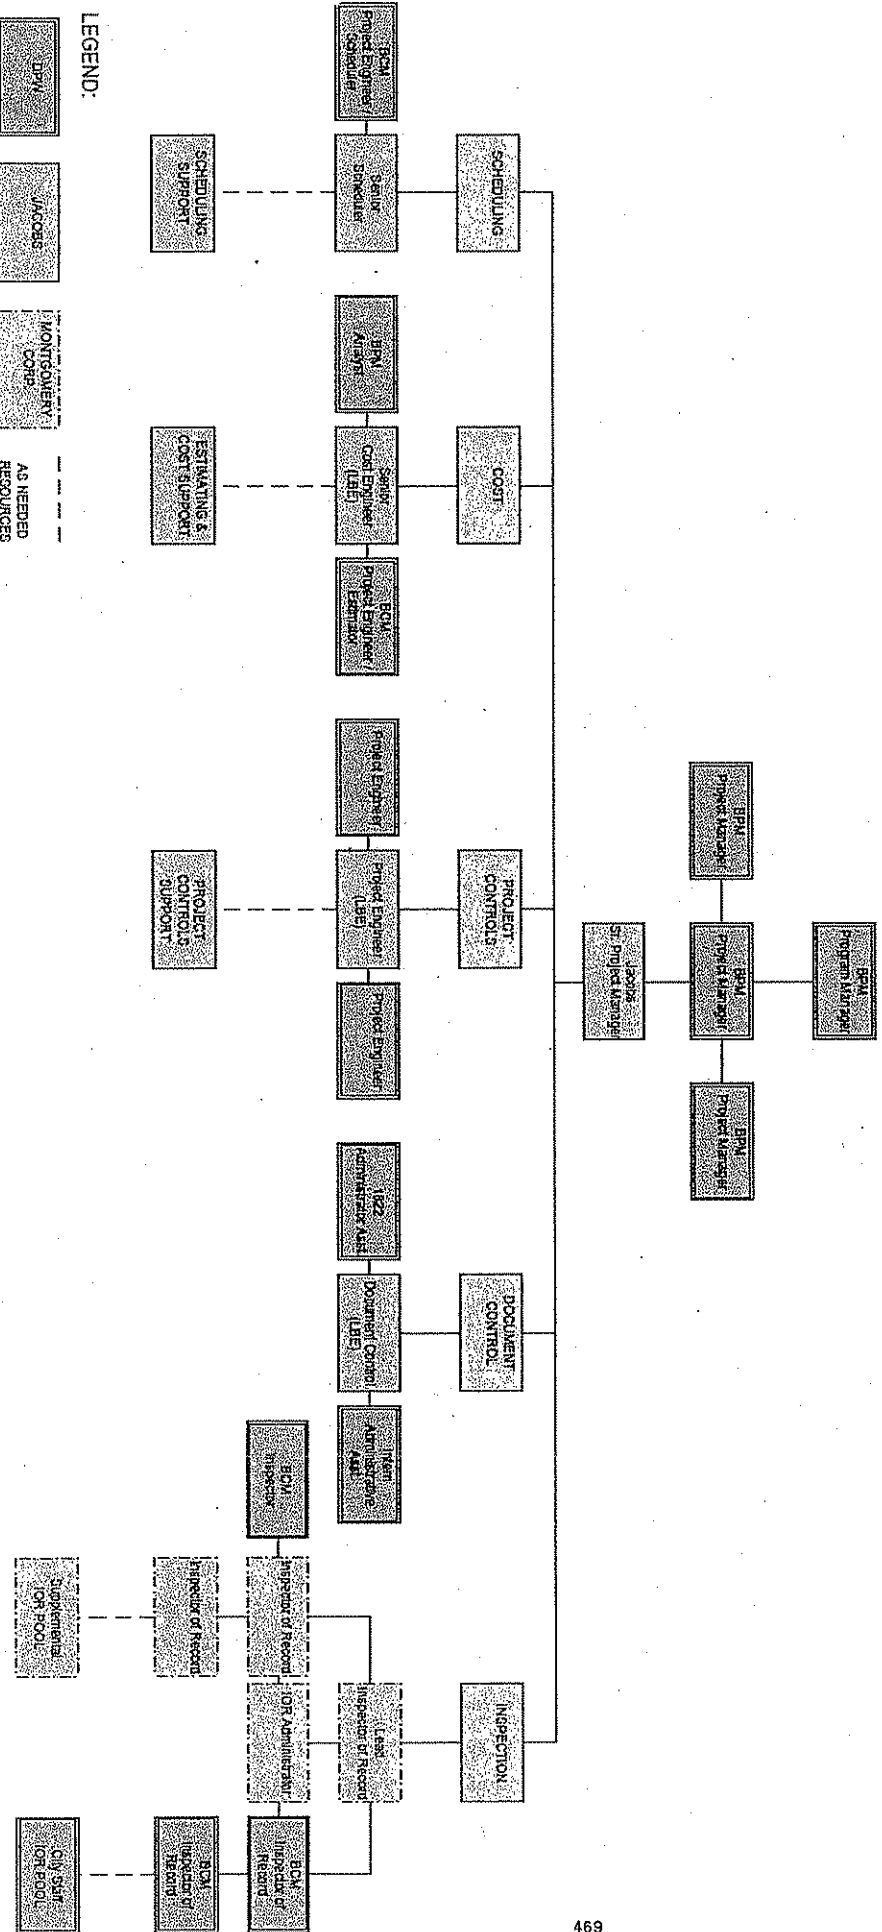 BPM
Program Manager
BPM
Project Manager
BPM
Project Manager
BPM
Project Manager
Jacobs
Sr. Project Manager
SCHEDULING
COST
PROJECT
CONTROLS
DOCUMENT
CONTROL
INSPECTION
BCM
Project Engineer /
Scheduler
Senior
Scheduler
BPM
Analyst
Senior
Cost Engineer
(LBE)
BCM
Project Engineer /
Estimator
Project Engineer
Project Engineer
(LBE)
Project Engineer
1822
Administrator Asst.
Document Control
(LBE)
Intern
Administrative
Asst.
Lead
Inspector of Record
BCM
Inspector
Inspector of Record
IOR Administrator
BCM
Inspector of
Record
SCHEDULING
SUPPORT
ESTIMATING &
COST SUPPORT
PROJECT
CONTROLS
SUPPORT
Inspector of Record
BCM
Inspector of
Record
Supplemental
IOR POOL
City Staff
IOR POOL
LEGEND:
DPW
JACOBS
MONTGOMERY
CORP.
AS NEEDED
RESOURCES
469